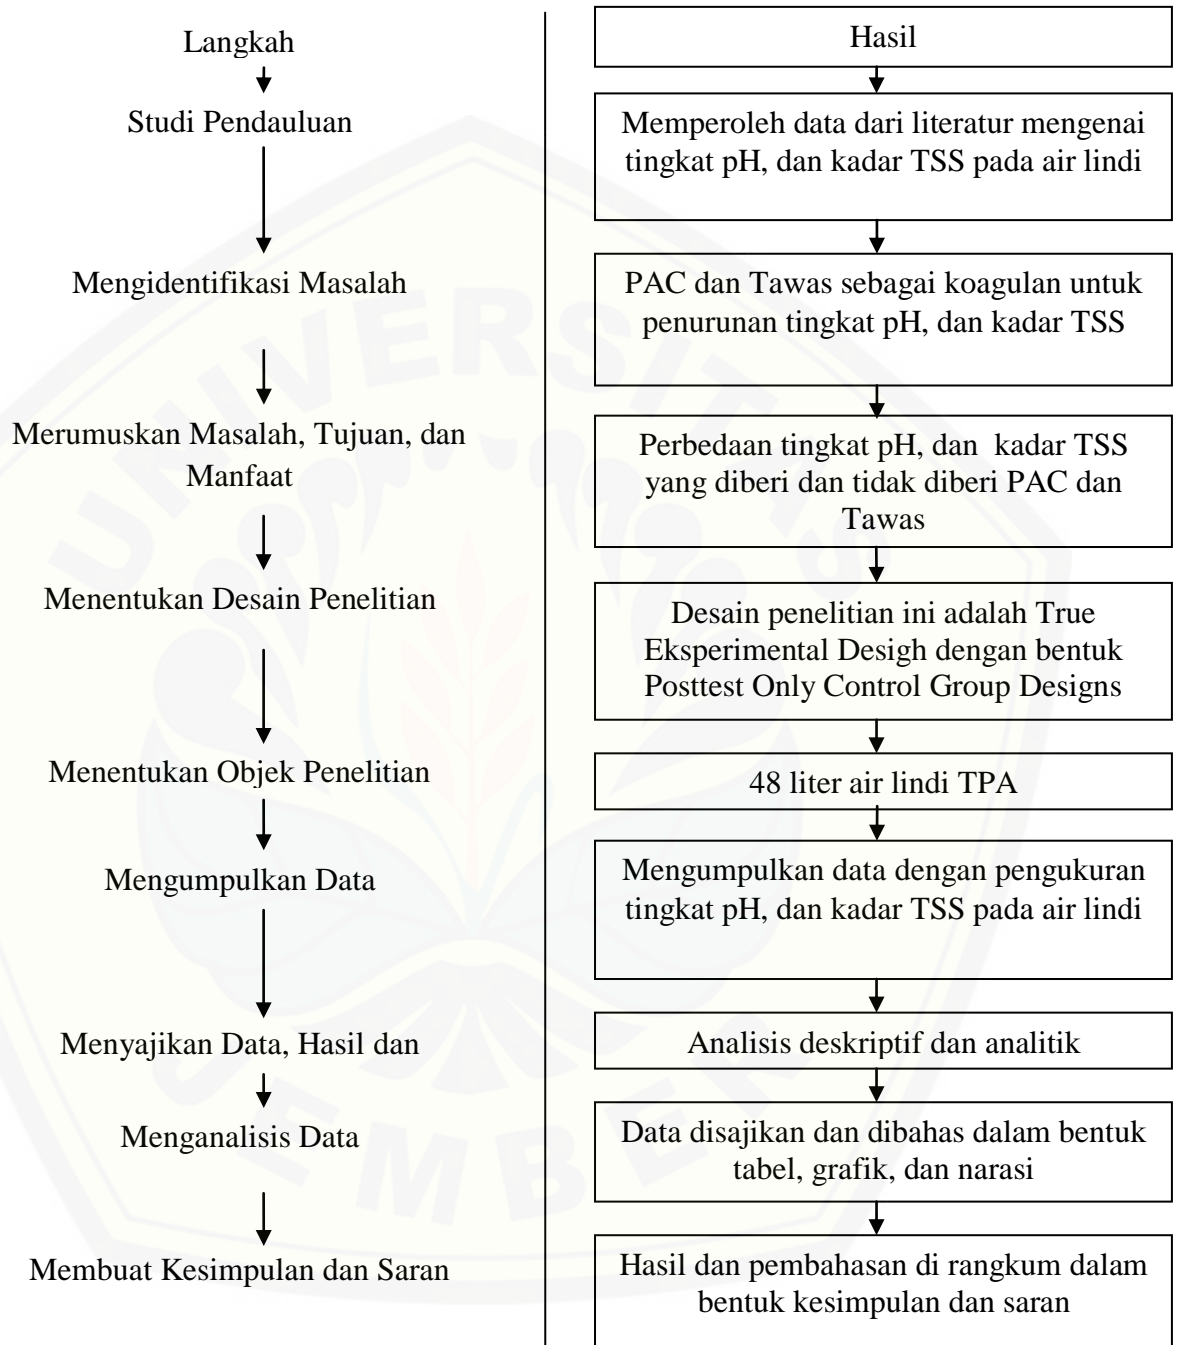 Langkah
Hasil
Studi Pendauluan
Memperoleh data dari literatur mengenai
tingkat pH, dan kadar TSS pada air lindi
Mengidentifikasi Masalah
PAC dan Tawas sebagai koagulan untuk
penurunan tingkat pH, dan kadar TSS
Merumuskan Masalah, Tujuan, dan
Manfaat
Perbedaan tingkat pH, dan kadar TSS
yang diberi dan tidak diberi PAC dan
Tawas
Menentukan Desain Penelitian
Desain penelitian ini adalah True
Eksperimental Desigh dengan bentuk
Posttest Only Control Group Designs
Menentukan Objek Penelitian
48 liter air lindi TPA
Mengumpulkan Data
Mengumpulkan data dengan pengukuran
tingkat pH, dan kadar TSS pada air lindi
Menyajikan Data, Hasil dan
Analisis deskriptif dan analitik
Menganalisis Data
Data disajikan dan dibahas dalam bentuk
tabel, grafik, dan narasi
Membuat Kesimpulan dan Saran
Hasil dan pembahasan di rangkum dalam
bentuk kesimpulan dan saran
UNIVERSITAS
JEMBER